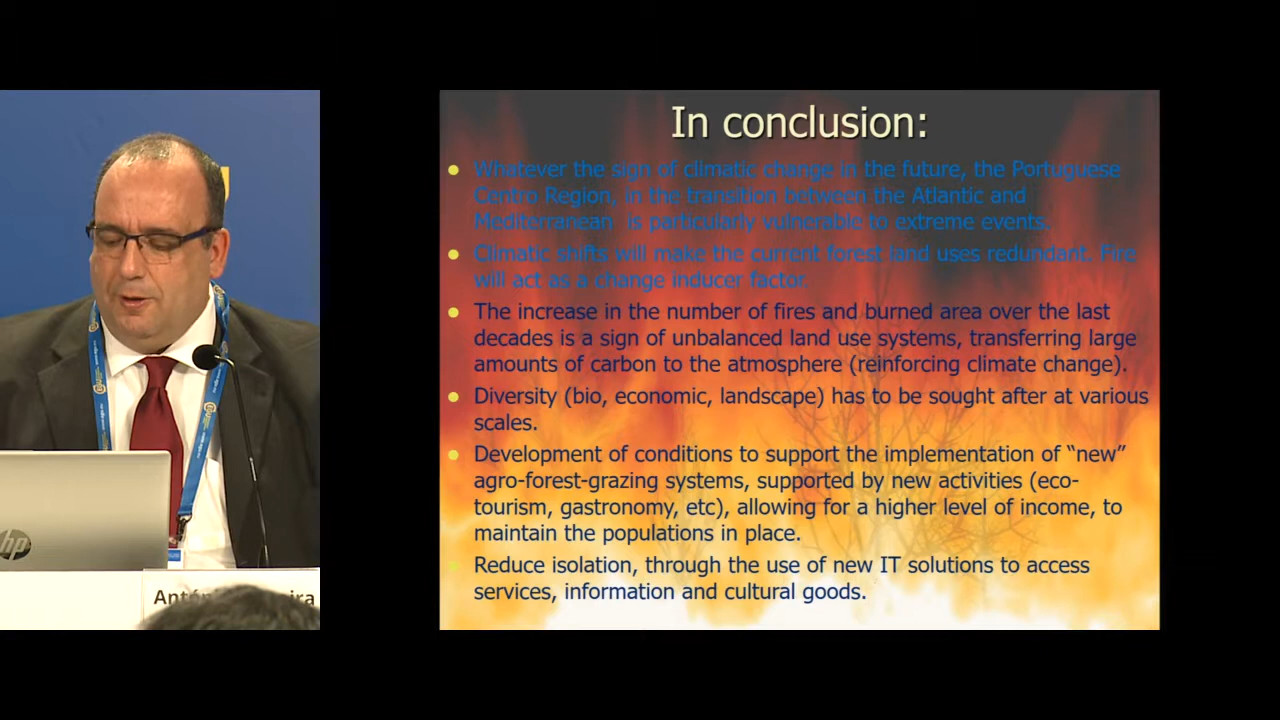 In conclusion:
Whatever the sign of climatic change in the future, the Portuguese
Centro Region, in the transition between the Atlantic and
Mediterranean is particularly vulnerable to extreme events.
Climatic shifts will make the current forest land uses redundant. Fire
will act as a change inducer factor.
The increase in the number of fires and burned area over the last
decades is a sign of unbalanced land use systems, transferring large
amounts of carbon to the atmosphere (reinforcing climate change).
Diversity (bio, economic, landscape) has to be sought after at various
scales.
Development of conditions to support the implementation of “new”
agro-forest-grazing systems, supported by new activities (eco-
tourism, gastronomy, etc), allowing for a higher level of income, to
maintain the populations in place.
Reduce isolation, through the use of new IT solutions to access
services, information and cultural goods.
hp